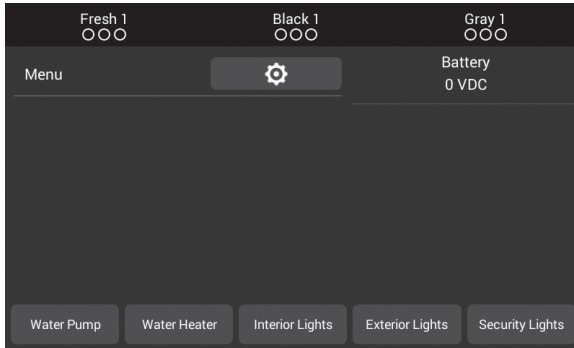 Fresh 1
Black 1
Gray 1
Menu
Battery
0 VDC
Water Pump
Water Heater
Interior Lights
Exterior Lights
Security Lights